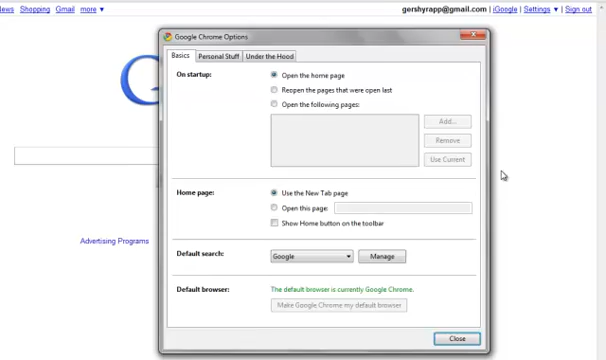 News Shopping Gmail more ▼
gershyrapp@gmail.com | iGoogle | Settings ▼ | Sign out
Google Chrome Options
Basics Personal Stuff Under the Hood
On startup: Open the home page
Reopen the pages that were open last
Open the following pages:
Add...
Remove
Use Current
Home page: Use the New Tab page
Open this page:
Show Home button on the toolbar
Advertising Programs
Default search: Google Manage
Default browser: The default browser is currently Google Chrome.
Make Google Chrome my default browser
Close